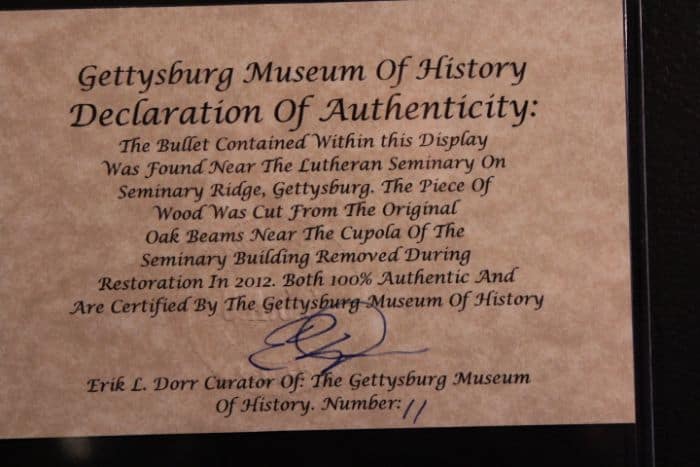 Gettysburg Museum Of History
Declaration Of Authenticity:
The Bullet Contained Within this Display
Was Found Near The Lutheran Seminary On
Seminary Ridge, Gettysburg. The Piece Of
Wood Was Cut From The Original
Oak Beams Near The Cupola Of The
Seminary Building Removed During
Restoration In 2012. Both 100% Authentic And
Are Certified By The Gettysburg Museum Of History
Erik L. Dorr Curator Of: The Gettysburg Museum
Of History. Number: 11